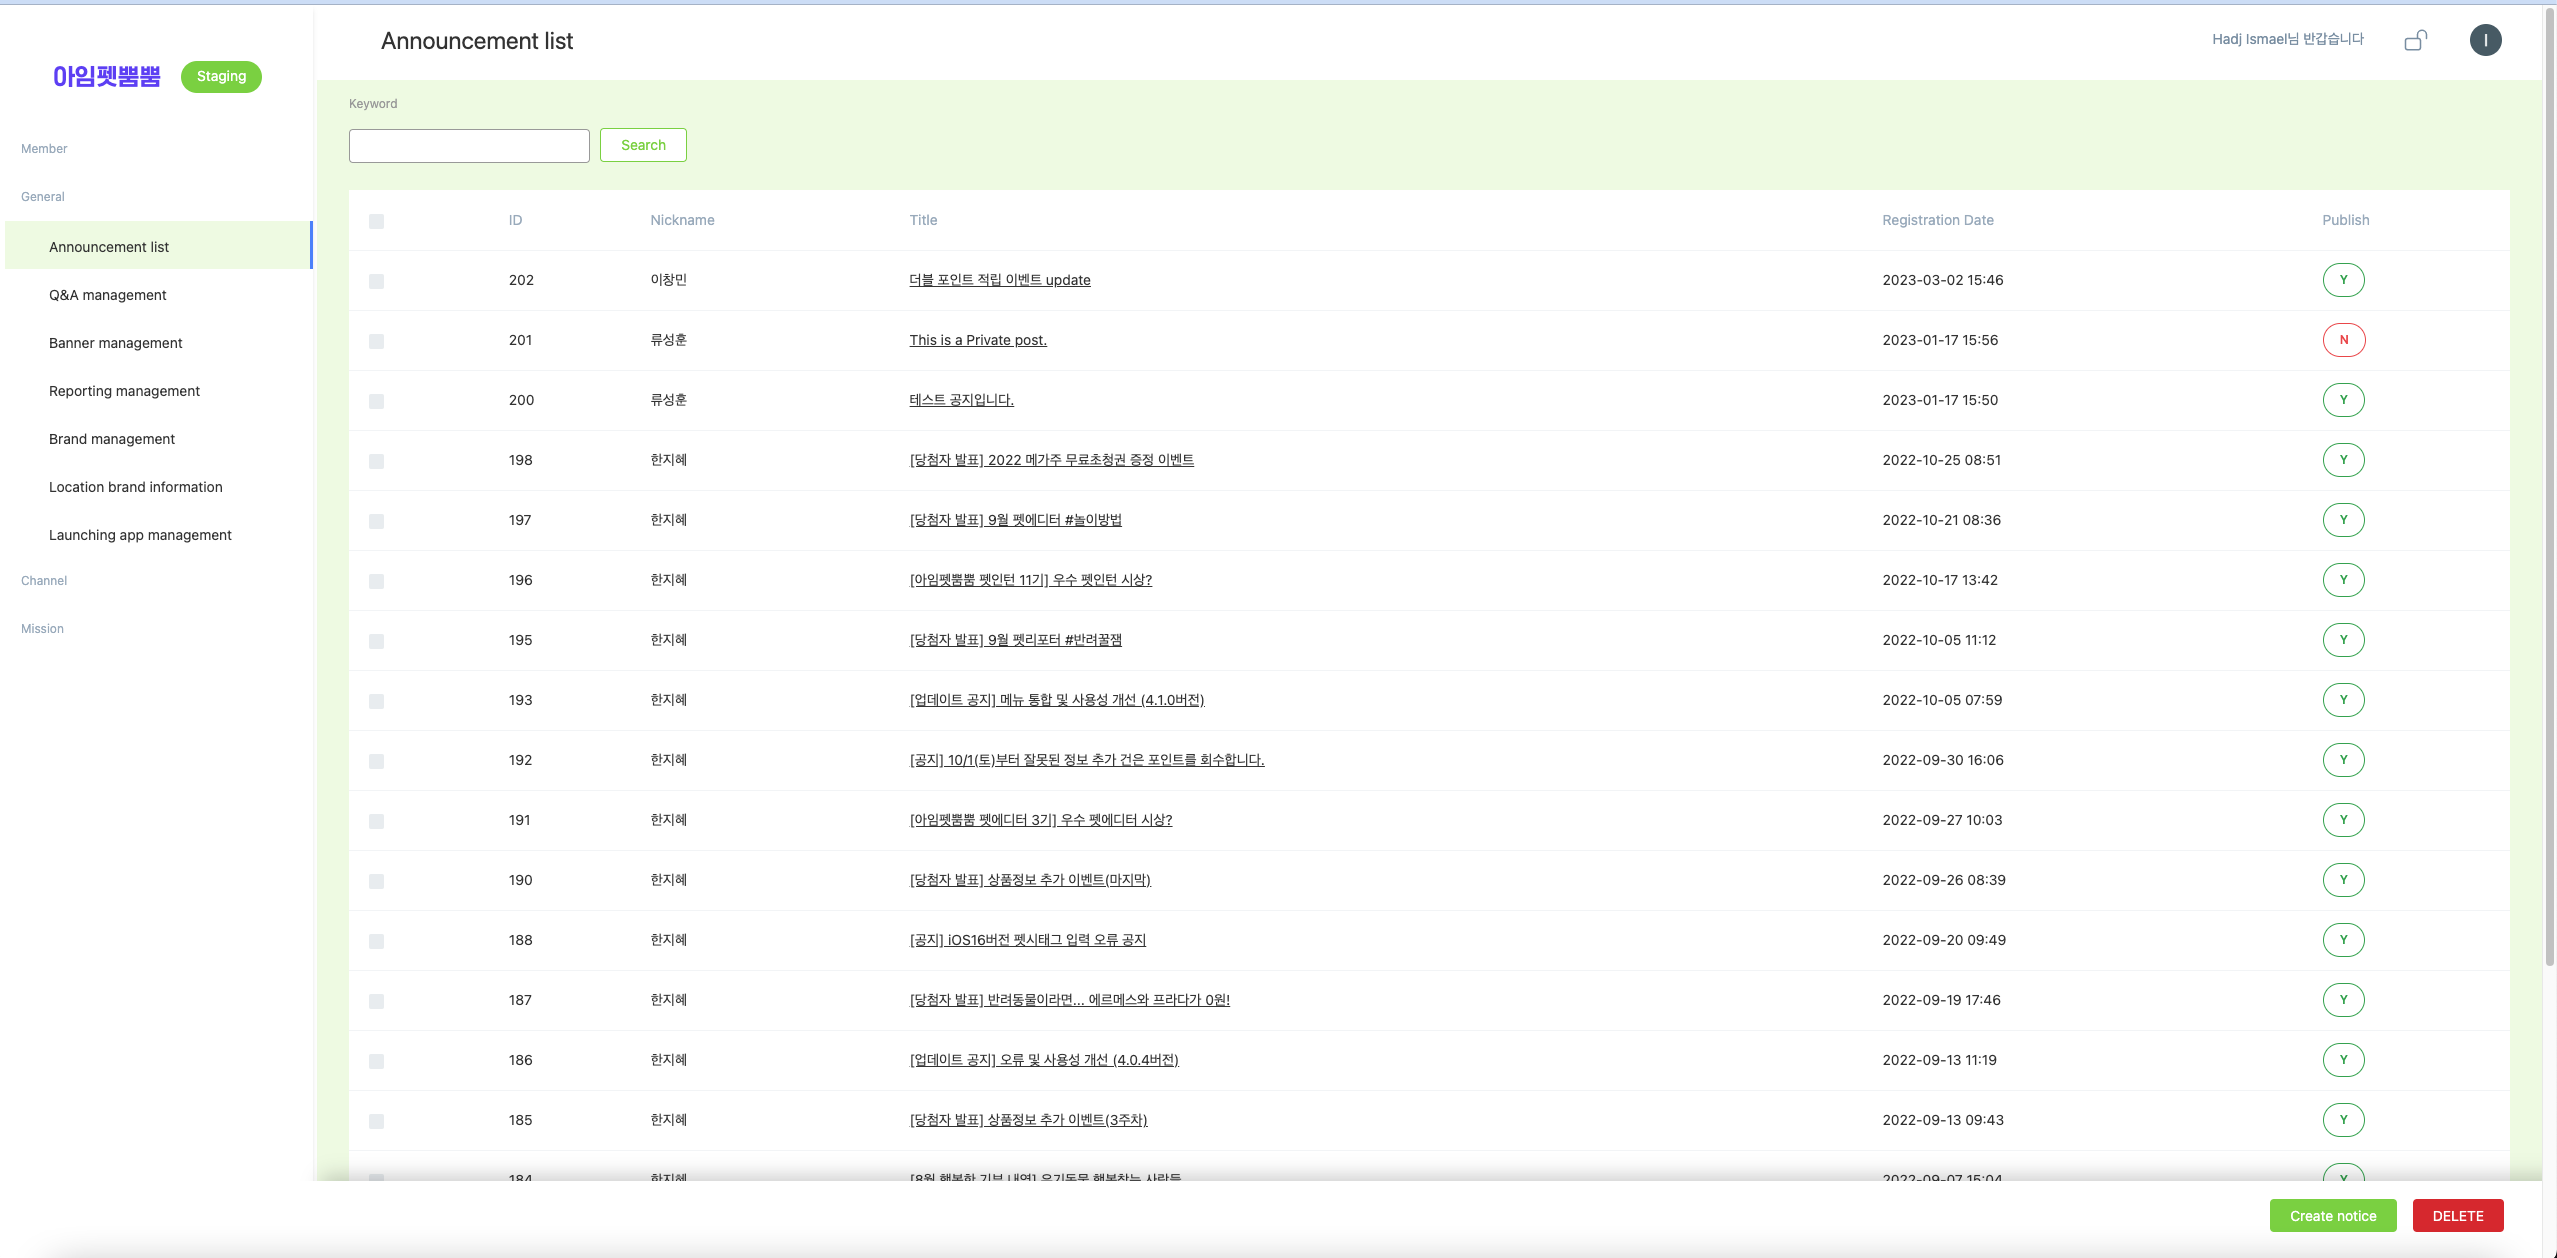 Announcement list
Hadj Ismael님 반갑습니다
I
아임펫뿜뿜
Staging
Member
General
Announcement list
Q&A management
Banner management
Reporting management
Brand management
Location brand information
Launching app management
Channel
Mission
Keyword
Search
ID Nickname Title Registration Date Publish
202 이창민 더블 포인트 적립 이벤트 update 2023-03-02 15:46 Y
201 류성훈 This is a Private post. 2023-01-17 15:56 N
200 류성훈 테스트 공지입니다. 2023-01-17 15:50 Y
198 한지혜 [당첨자 발표] 2022 메가주 무료초청권 증정 이벤트 2022-10-25 08:51 Y
197 한지혜 [당첨자 발표] 9월 펫에디터 #놀이방법 2022-10-21 08:36 Y
196 한지혜 [아임펫뿜뿜 펫인턴 11기] 우수 펫인턴 시상? 2022-10-17 13:42 Y
195 한지혜 [당첨자 발표] 9월 펫리포터 #반려꿀잼 2022-10-05 11:12 Y
193 한지혜 [업데이트 공지] 메뉴 통합 및 사용성 개선 (4.1.0버전) 2022-10-05 07:59 Y
192 한지혜 [공지] 10/1(토)부터 잘못된 정보 추가 건은 포인트를 회수합니다. 2022-09-30 16:06 Y
191 한지혜 [아임펫뿜뿜 펫에디터 3기] 우수 펫에디터 시상? 2022-09-27 10:03 Y
190 한지혜 [당첨자 발표] 상품정보 추가 이벤트(마지막) 2022-09-26 08:39 Y
188 한지혜 [공지] iOS16버전 펫시태그 입력 오류 공지 2022-09-20 09:49 Y
187 한지혜 [당첨자 발표] 반려동물이라면... 에르메스와 프라다가 0원! 2022-09-19 17:46 Y
186 한지혜 [업데이트 공지] 오류 및 사용성 개선 (4.0.4버전) 2022-09-13 11:19 Y
185 한지혜 [당첨자 발표] 상품정보 추가 이벤트(3주차) 2022-09-13 09:43 Y
184 한지혜 [8월 행복한 기부 내역] 유기동물 행복찾는 사람들 2022-09-07 15:04 Y
Create notice
DELETE